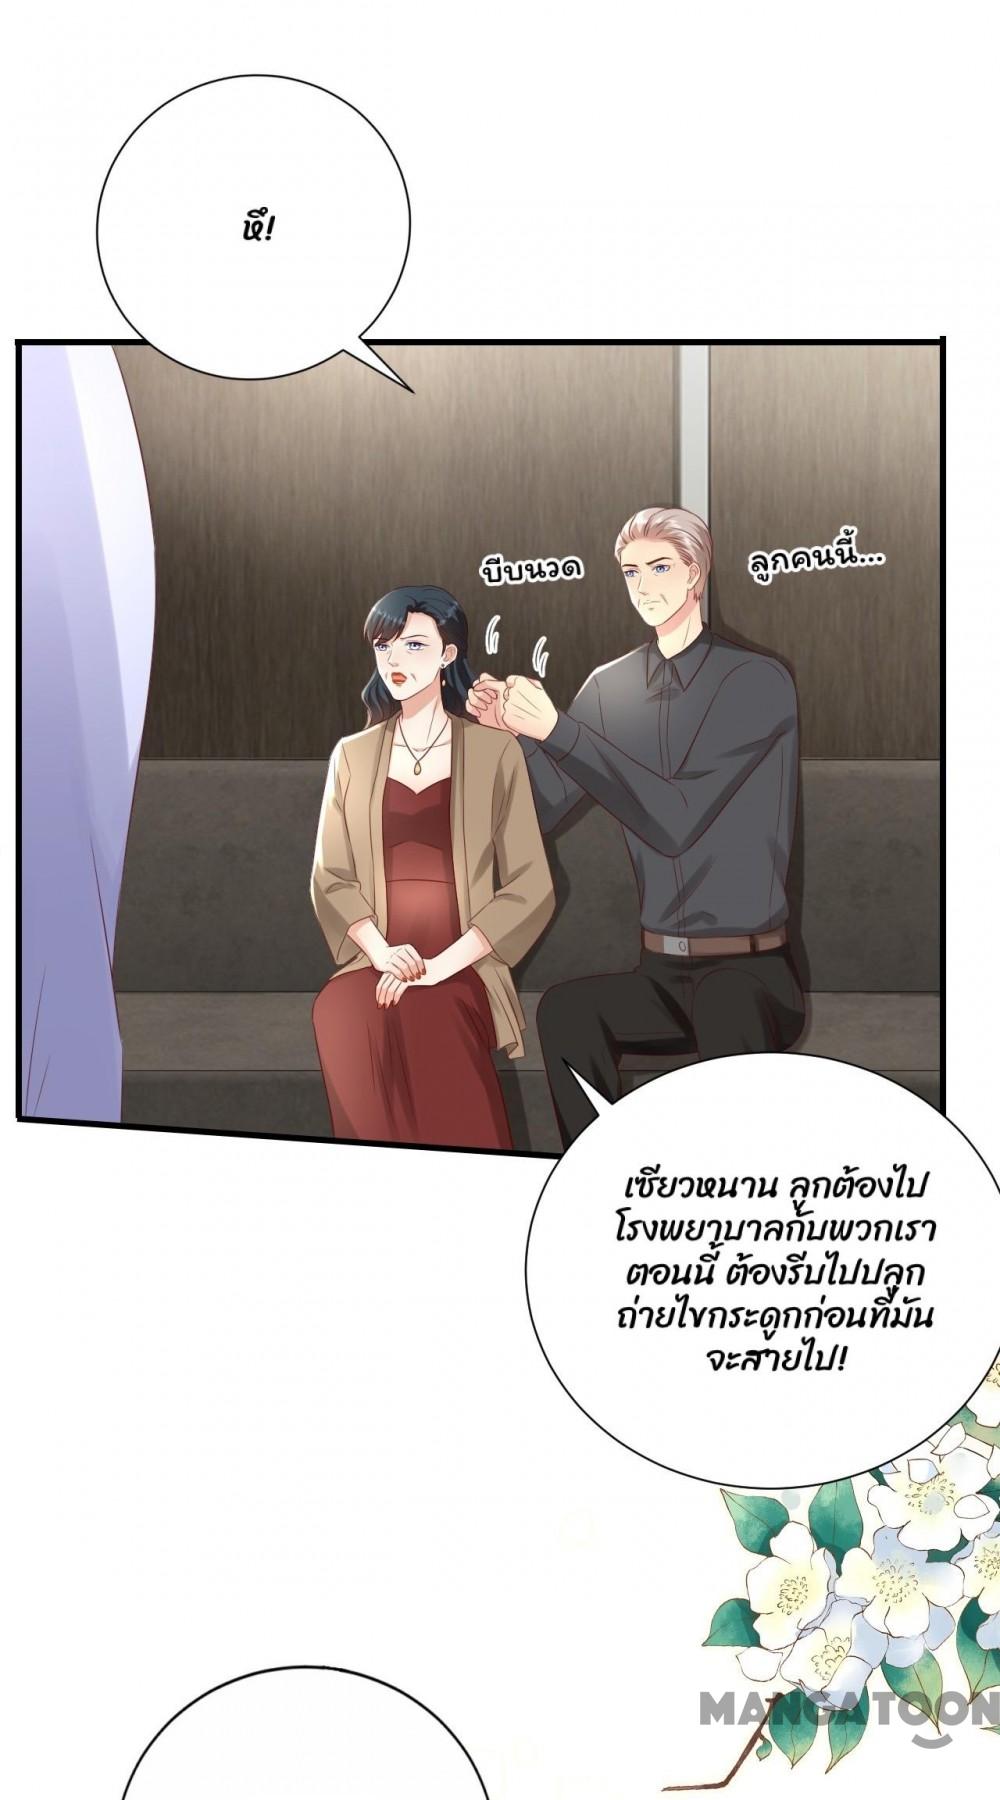 หึ!
บีบนวด
ลูกคนนี้...
เซียวหนาน ลูกต้องไป
โรงพยาบาลกับพวกเรา
ตอนนี้ ต้องรีบไปปลูก
ถ่ายไขกระดูกก่อนที่มัน
จะสายไป!
MANGATOON